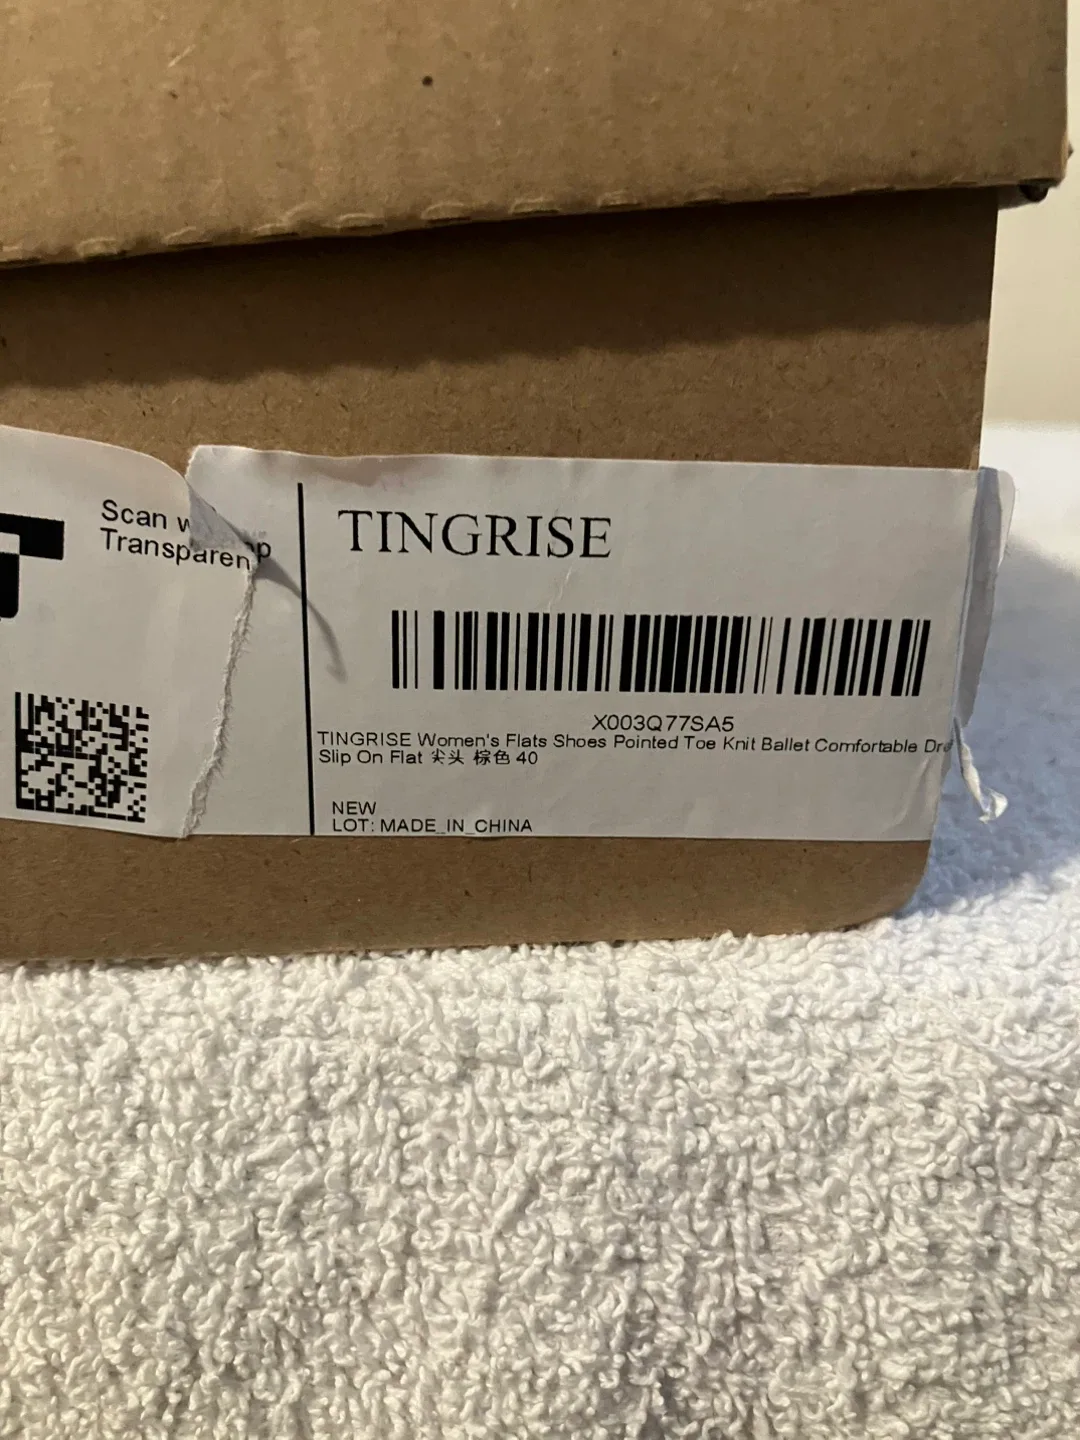 Scan
Transparen
TINGRISE
X003Q77SA5
TINGRISE Women's Flats Shoes Pointed Toe Knit Ballet Comfortable
Slip On Flat 尖头 棕色 40
NEW
LOT: MADE_IN_CHINA